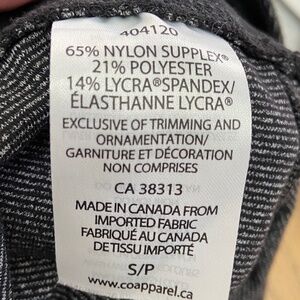 404120
65% NYLON SUPPLEX®
21% POLYESTER
14% LYCRA®SPANDEX/
ÉLASTHANNE LYCRA®
EXCLUSIVE OF TRIMMING AND
ORNAMENTATION/
GARNITURE ET DÉCORATION
NON COMPRISES
CA 38313
MADE IN CANADA FROM
IMPORTED FABRIC
FABRIQUÉ AU CANADA
DE TISSU IMPORTÉ
S/P
www.coapparel.ca